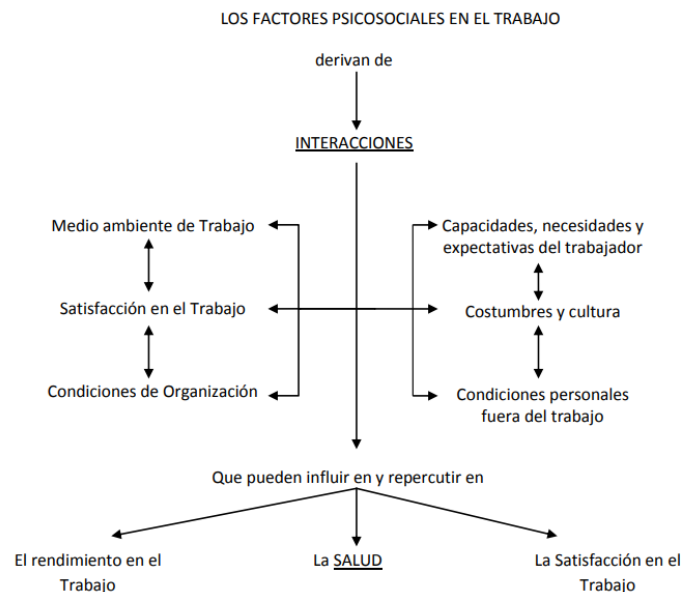 LOS FACTORES PSICOSOCIALES EN EL TRABAJO
derivan de
INTERACCIONES
Medio ambiente de Trabajo
Satisfacción en el Trabajo
Condiciones de Organización
Capacidades, necesidades y
expectativas del trabajador
Costumbres y cultura
Condiciones personales
fuera del trabajo
Que pueden influir en y repercutir en
El rendimiento en el
Trabajo
La SALUD
La Satisfacción en el
Trabajo